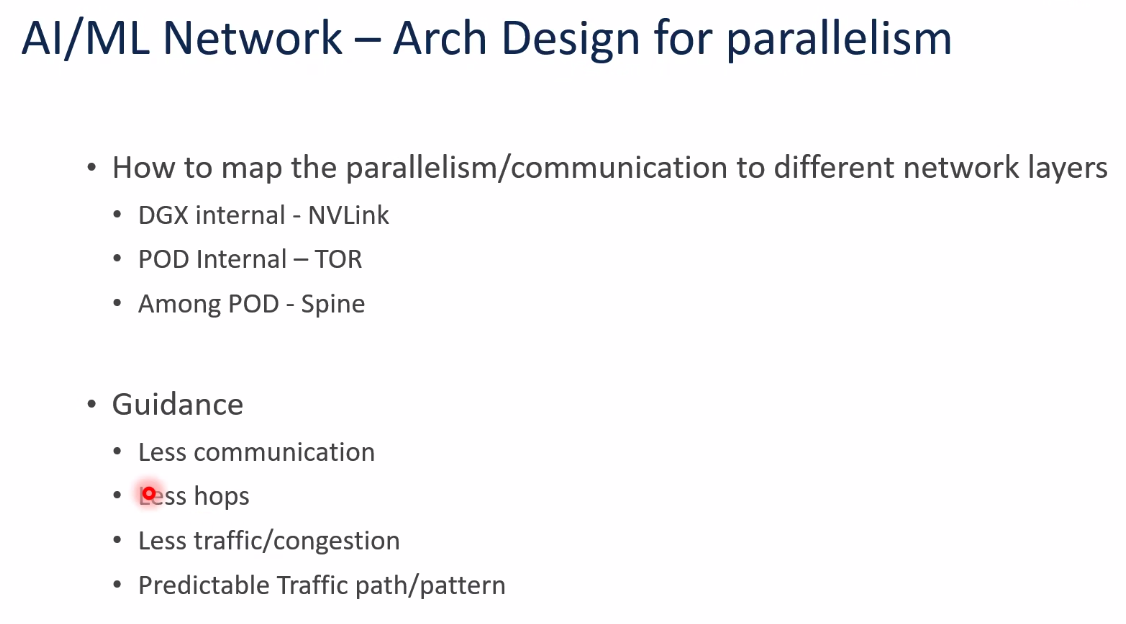 AI/ML Network – Arch Design for parallelism
• How to map the parallelism/communication to different network layers
• DGX internal - NVLink
• POD Internal – TOR
• Among POD - Spine
• Guidance
• Less communication
• Less hops
• Less traffic/congestion
• Predictable Traffic path/pattern